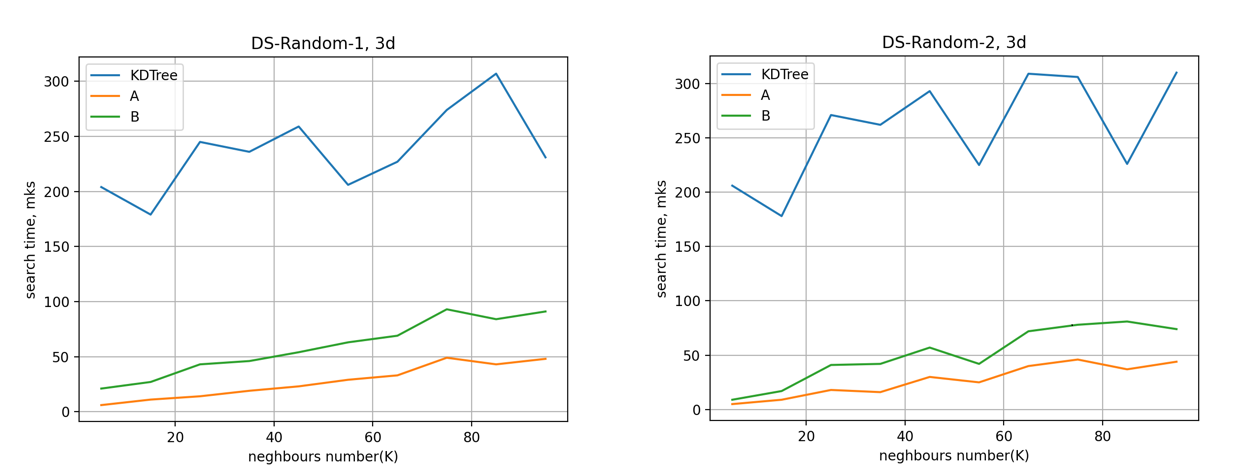 DS-Random-1, 3d
KDTree
A
B
300
250
200
150
100
50
0
search time, mks
20
40
60
80
neghbours number(K)
DS-Random-2, 3d
KDTree
A
B
300
250
200
150
100
50
0
search time, mks
20
40
60
80
neghbours number(K)